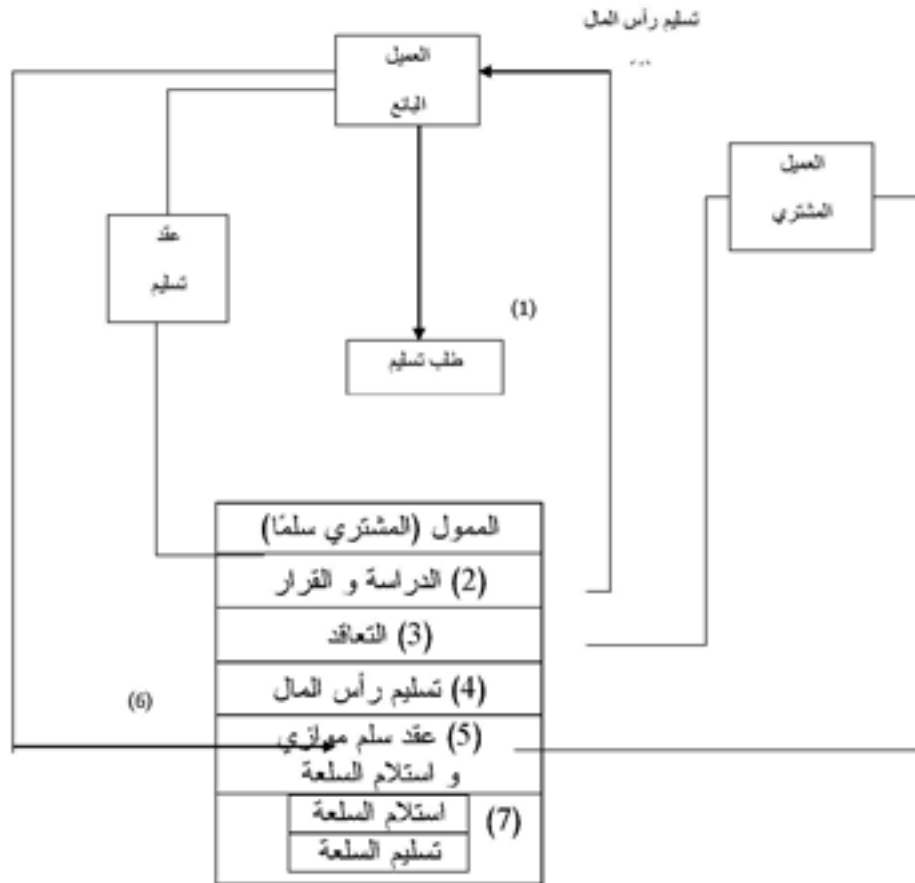 تسليم رأس المال
العميل
البائع
العميل
المشتري
عقد
تسليم
(1)
طلب تسليم
الممول (المشتري سلمًا)
(2) الدراسة و القرار
(3) التعاقد
(4) تسليم رأس المال
(6)
(5) عقد سلم موازي
و استلام السلعة
(7)
استلام السلعة
تسليم السلعة